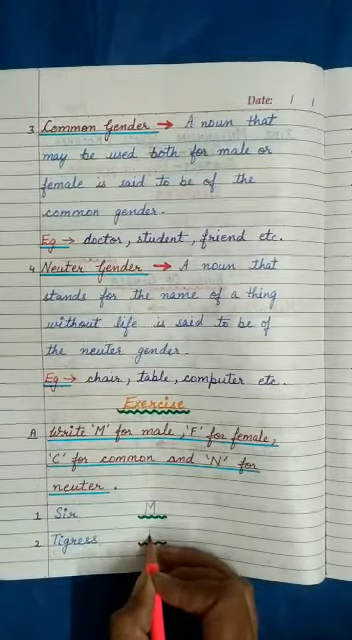 Date: / /
3 Common Gender → A noun that
may be used both for male or
female is said to be of the
common gender.
Eg → doctor, student, friend etc.
4 Neuter Gender → A noun that
stands for the name of a thing
without life is said to be of
the neuter gender.
Eg → chair, table, computer etc.
Exercise
A Write 'M' for male, 'F' for female,
'C' for common and 'N' for
neuter.
1 Sir M
2 Tigress